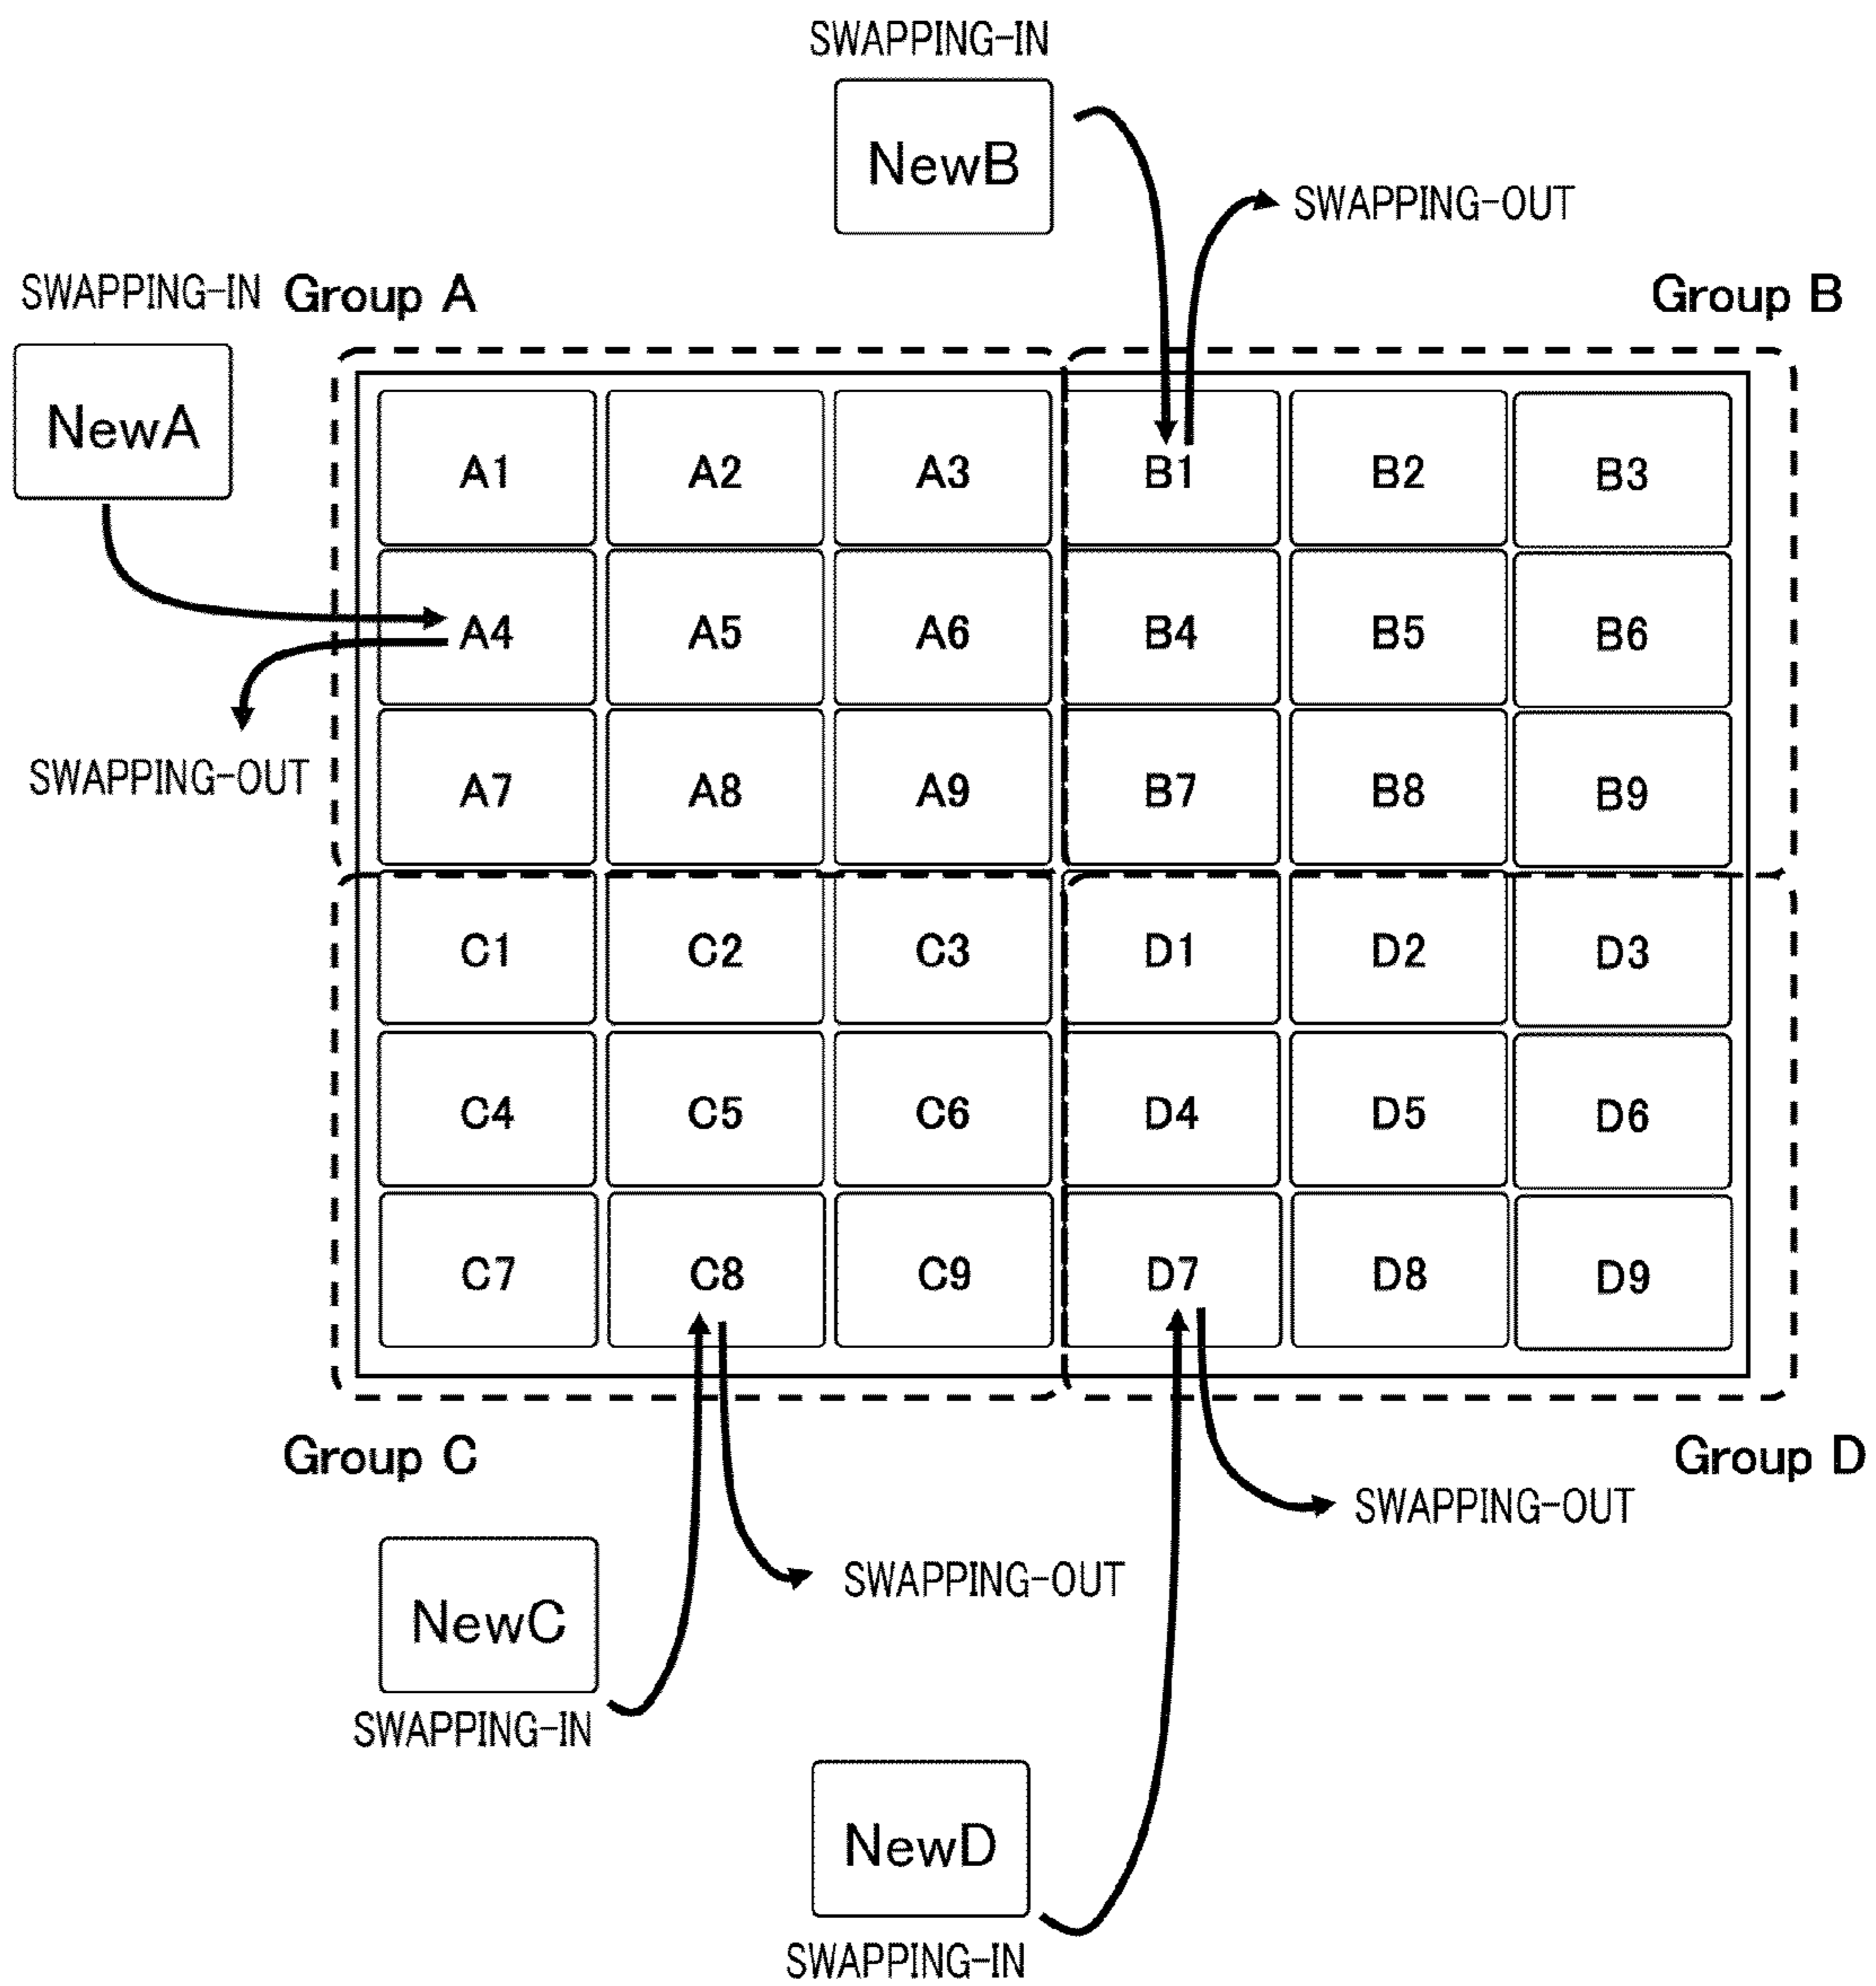 SWAPPING-IN
NewB
SWAPPING-OUT
SWAPPING-IN Group A
Group B
NewA
A1 A2 A3 B1 B2 B3
A4 A5 A6 B4 B5 B6
SWAPPING-OUT
A7 A8 A9 B7 B8 B9
C1 C2 C3 D1 D2 D3
C4 C5 C6 D4 D5 D6
C7 C8 C9 D7 D8 D9
Group C
Group D
SWAPPING-OUT
SWAPPING-OUT
NewC
SWAPPING-IN
NewD
SWAPPING-IN